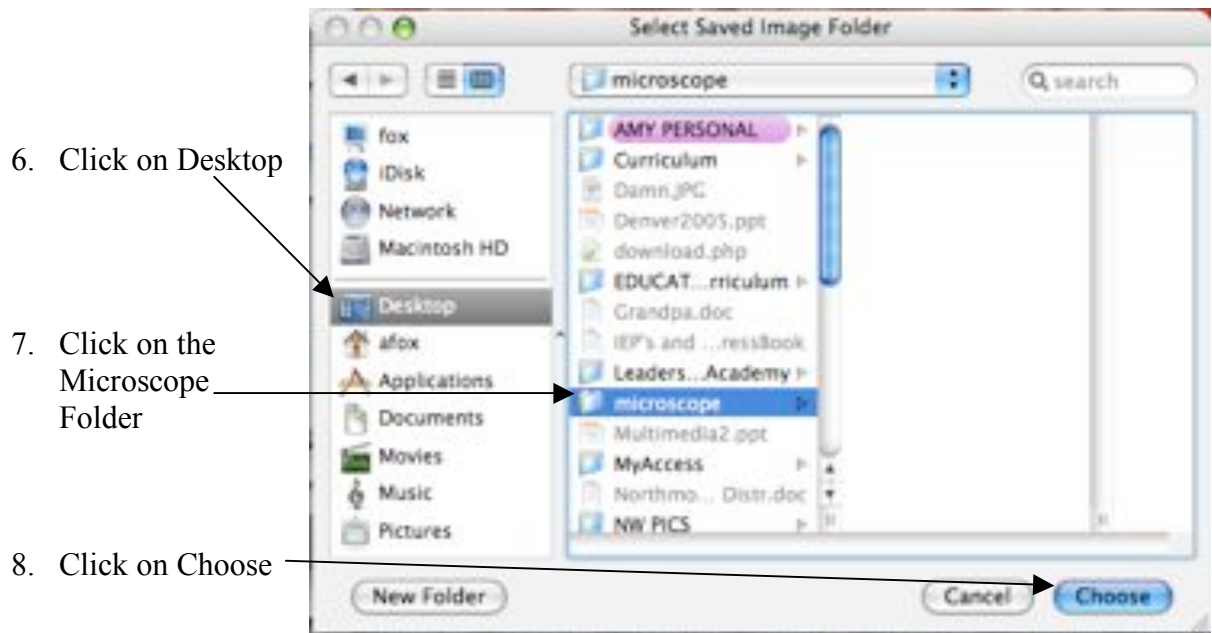 Select Saved Image Folder
microscope
search
6. Click on Desktop
7. Click on the
Microscope
Folder
8. Click on Choose
fox
iDisk
Network
Macintosh HD
Desktop
afox
Applications
Documents
Movies
Music
Pictures
AMY PERSONAL
Curriculum
Damn.JPG
Denver2005.ppt
download.php
EDUCAT...rriculum
Grandpa.doc
IEP's and ...ressBook
Leaders...Academy
microscope
Multimedia2.ppt
MyAccess
Northmo... Distr.doc
NW PICS
New Folder
Cancel
Choose